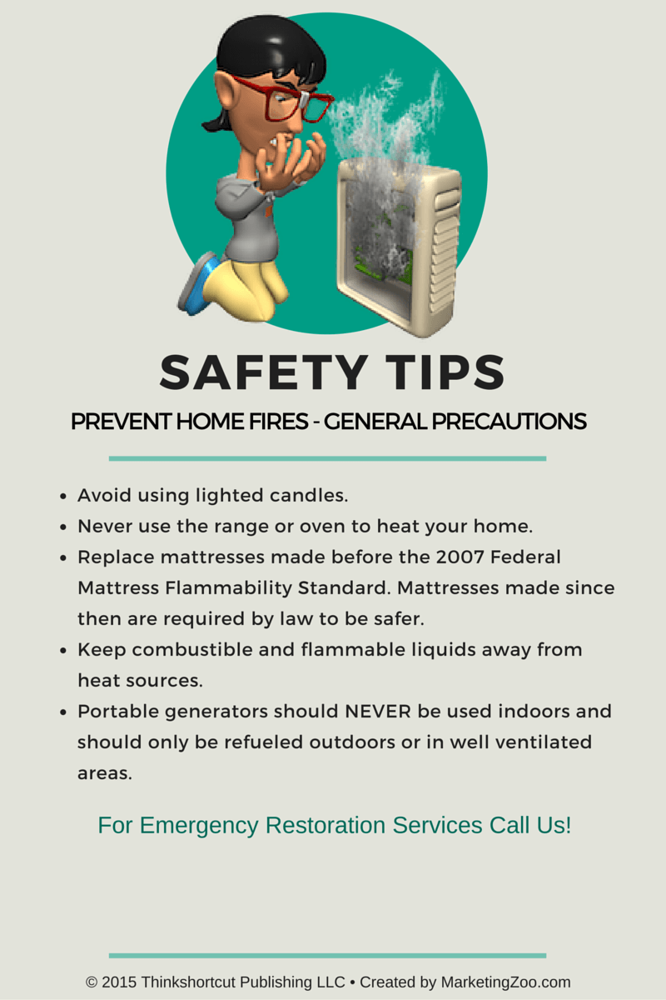 SAFETY TIPS
PREVENT HOME FIRES - GENERAL PRECAUTIONS
• Avoid using lighted candles.
• Never use the range or oven to heat your home.
• Replace mattresses made before the 2007 Federal
Mattress Flammability Standard. Mattresses made since
then are required by law to be safer.
• Keep combustible and flammable liquids away from
heat sources.
• Portable generators should NEVER be used indoors and
should only be refueled outdoors or in well ventilated
areas.
For Emergency Restoration Services Call Us!
© 2015 Thinkshortcut Publishing LLC • Created by MarketingZoo.com